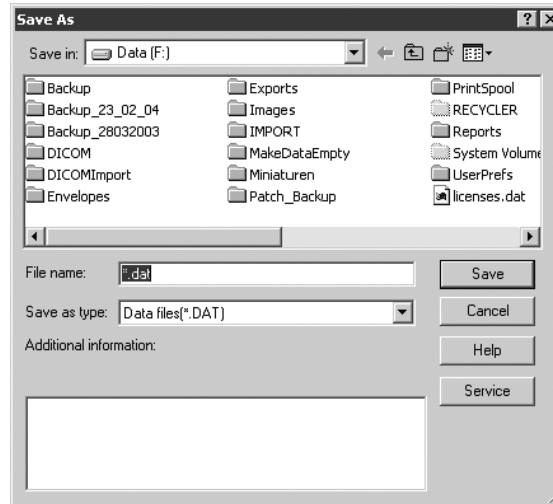 Save As
Save in: Data (F:)
Backup
Backup_23_02_04
Backup_28032003
DICOM
DICOMImport
Envelopes
Exports
Images
IMPORT
MakeDataEmpty
Miniaturen
Patch_Backup
PrintSpool
RECYCLER
Reports
System Volume
UserPrefs
licenses.dat
File name: *.dat
Save
Save as type: Data files(*.DAT)
Cancel
Additional information:
Help
Service